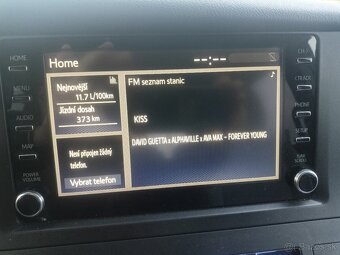 HOME
MENU
AUDIO
MAP
POWER
VOLUME
Home
--:--
Nejnovější
11.7 L/100km
Jízdní dosah
373 km
Není připojen žádný
telefon
Vybrat telefon
FM seznam stanic
KISS
DAVID GUETTA x ALPHAVILLE x AVA MAX - FOREVER YOUNG
CH
TRACK
PHONE
SETUP
TUNE
SCROLL
bazos.sk